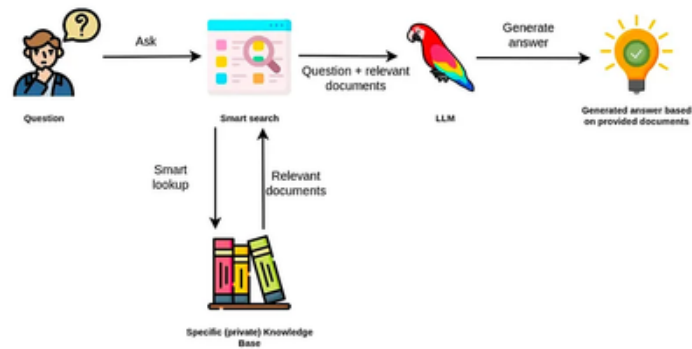 ?
Ask
Generate
answer
Question + relevant
documents
Question
Smart search
LLM
Generated answer based
on provided documents
Smart
lookup
Relevant
documents
Specific (private) Knowledge
Base